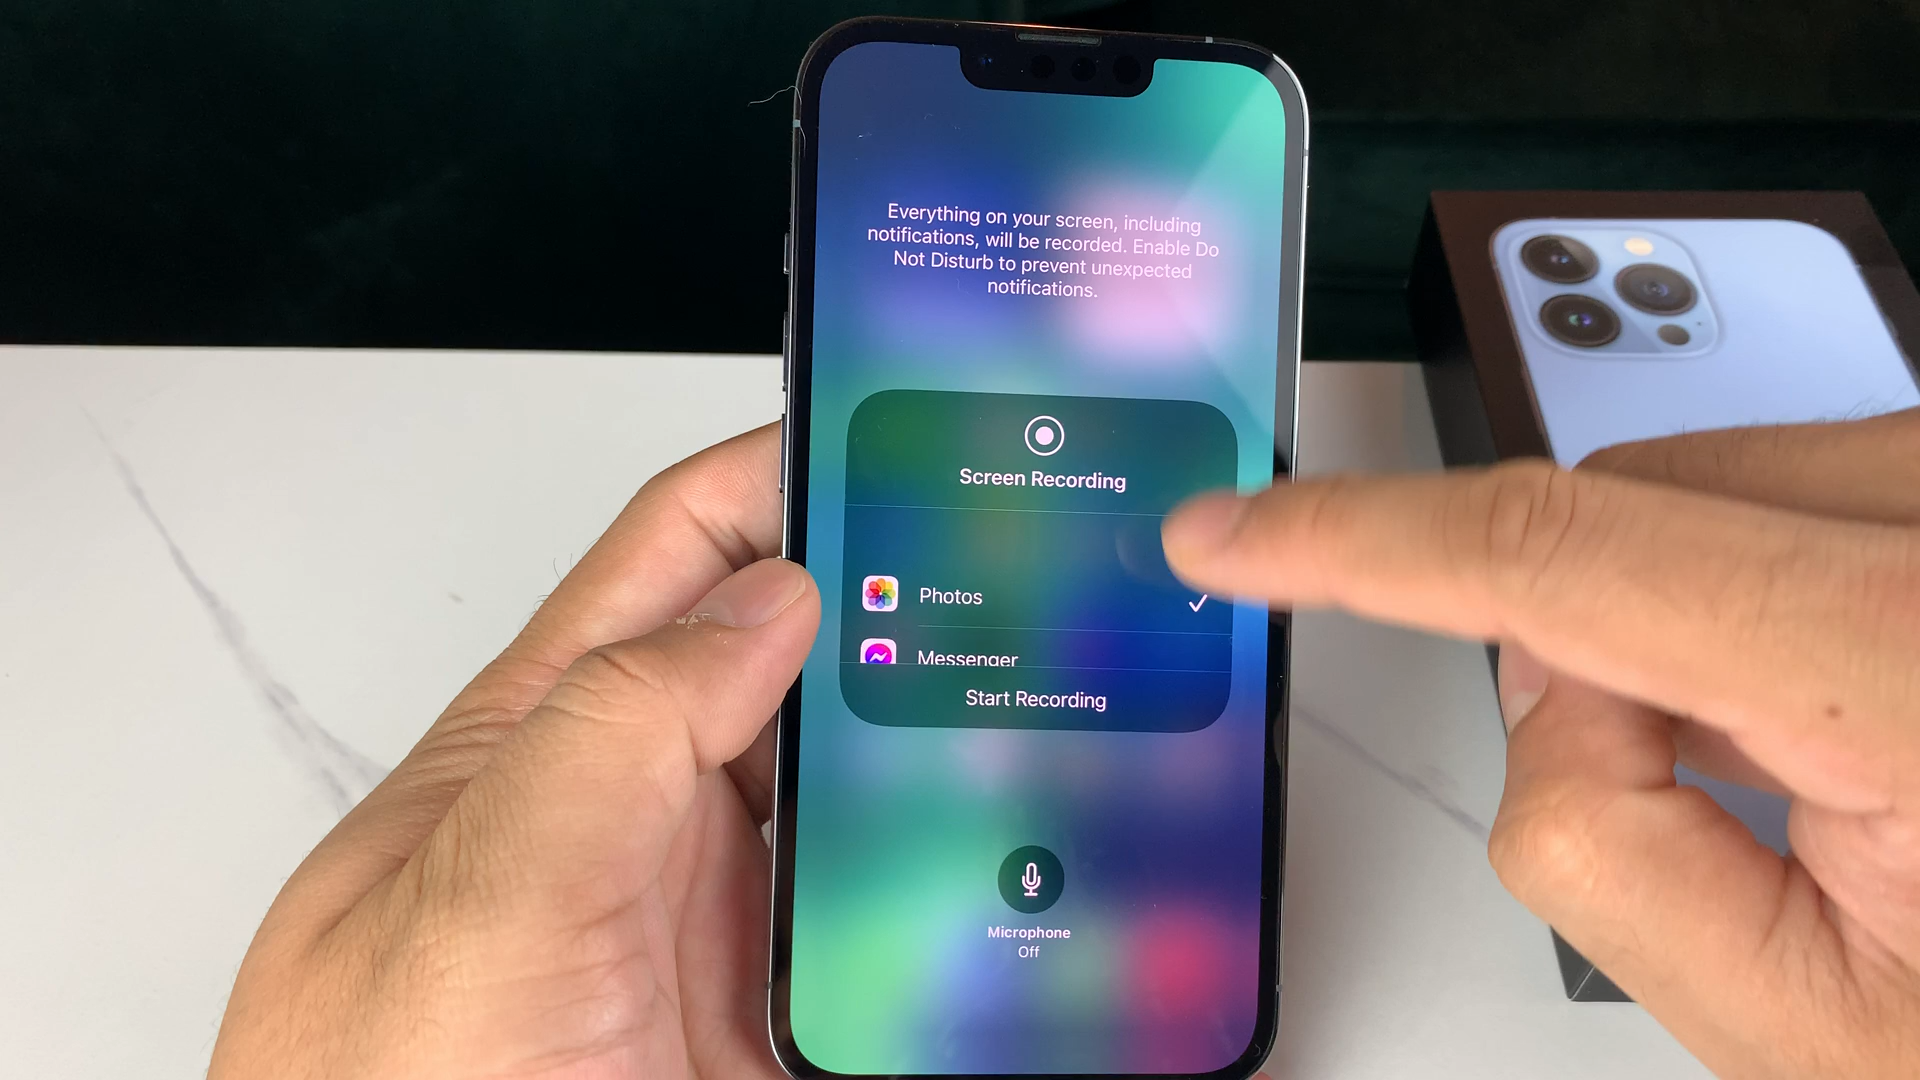 Everything on your screen, including
notifications, will be recorded. Enable Do
Not Disturb to prevent unexpected
notifications.
Screen Recording
Photos
Messenger
Start Recording
Microphone
Off